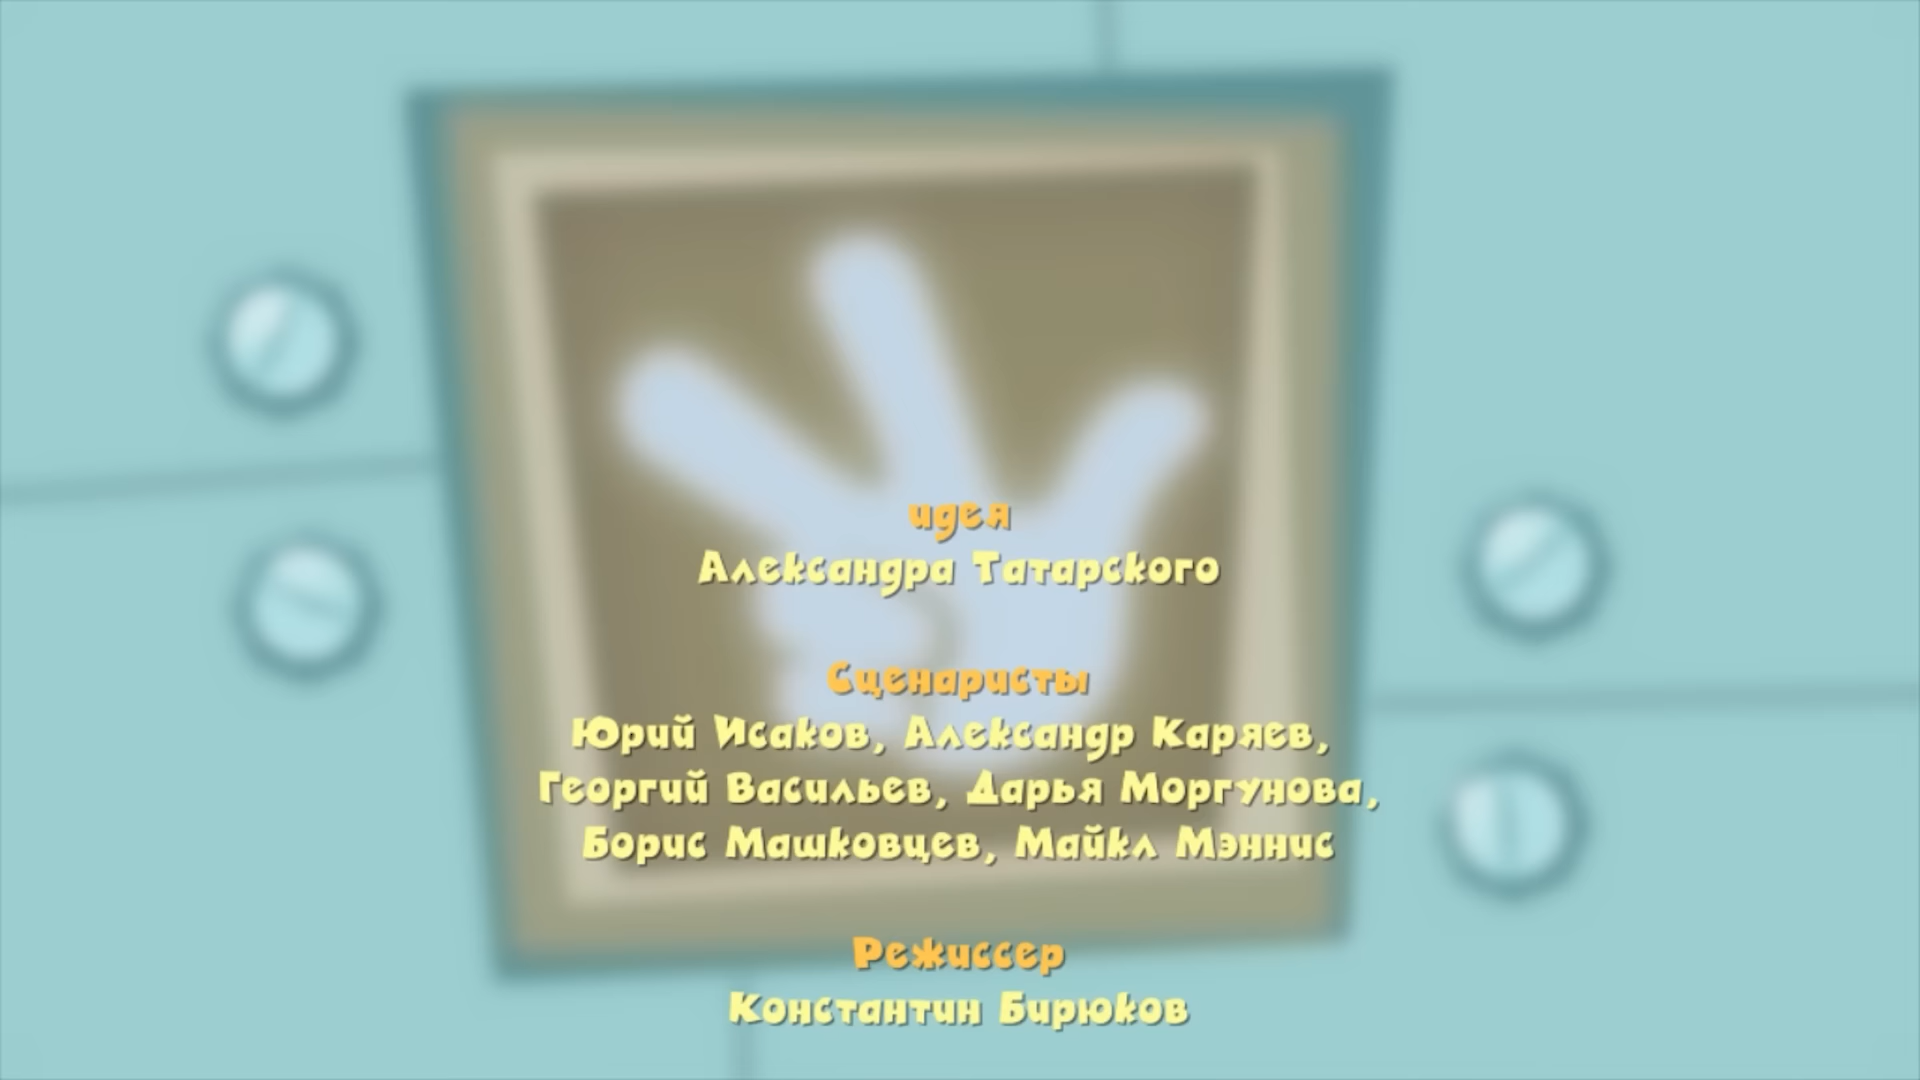 идея
Александра Татарского
Сценаристы
Юрий Исаков, Александр Каряев,
Георгий Васильев, Дарья Моргунова,
Борис Машковцев, Майкл Мэннис
Режиссер
Константин Бирюков